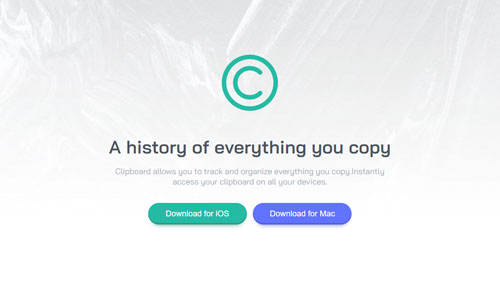 A history of everything you copy
Clipboard allows you to track and organize everything you copy.Instantly
access your clipboard on all your devices.
Download for iOS
Download for Mac